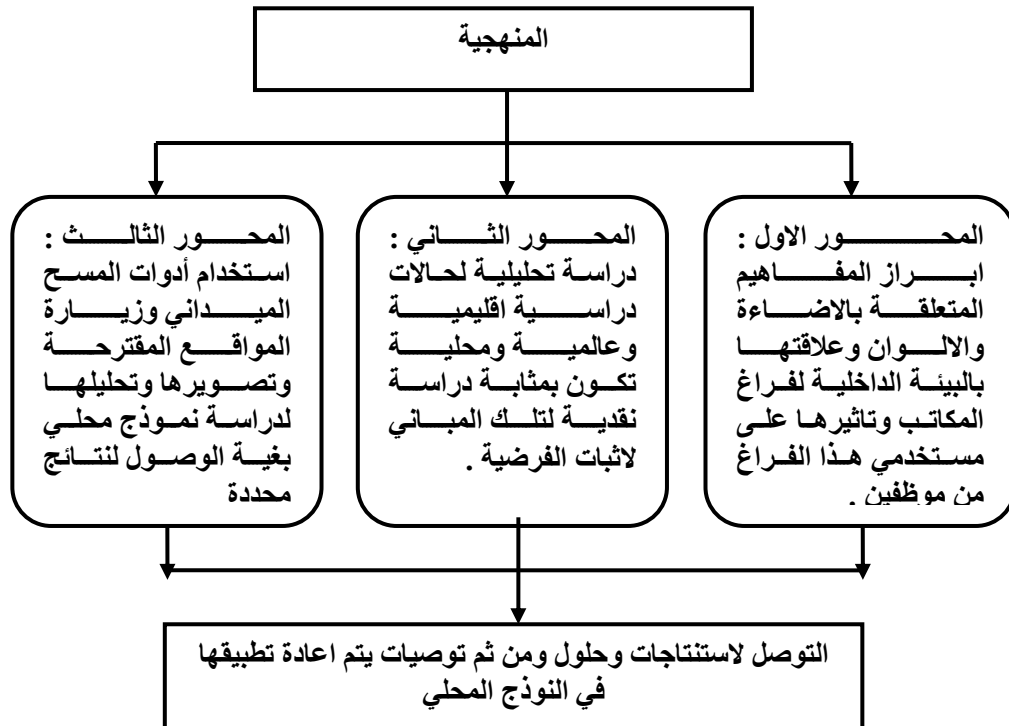 المنهجية
المحور الاول :
ابراز المفاهيم
المتعلقة بالاضاءة
والالوان وعلاقتها
بالبيئة الداخلية لفراغ
المكاتب وتاثيرها على
مستخدمي هذا الفراغ
من موظفين .
المحور الثاني :
دراسة تحليلية لحالات
دراسية اقليمية
وعالمية ومحلية
تكون بمثابة دراسة
نقدية لتلك المباني
لاثبات الفرضية .
المحور الثالث :
استخدام أدوات المسح
الميداني وزيارة
المواقع المقترحة
وتصويرها وتحليلها
لدراسة نموذج محلي
بغية الوصول لنتائج
محددة
التوصل لاستنتاجات وحلول ومن ثم توصيات يتم اعادة تطبيقها
في النوذج المحلي